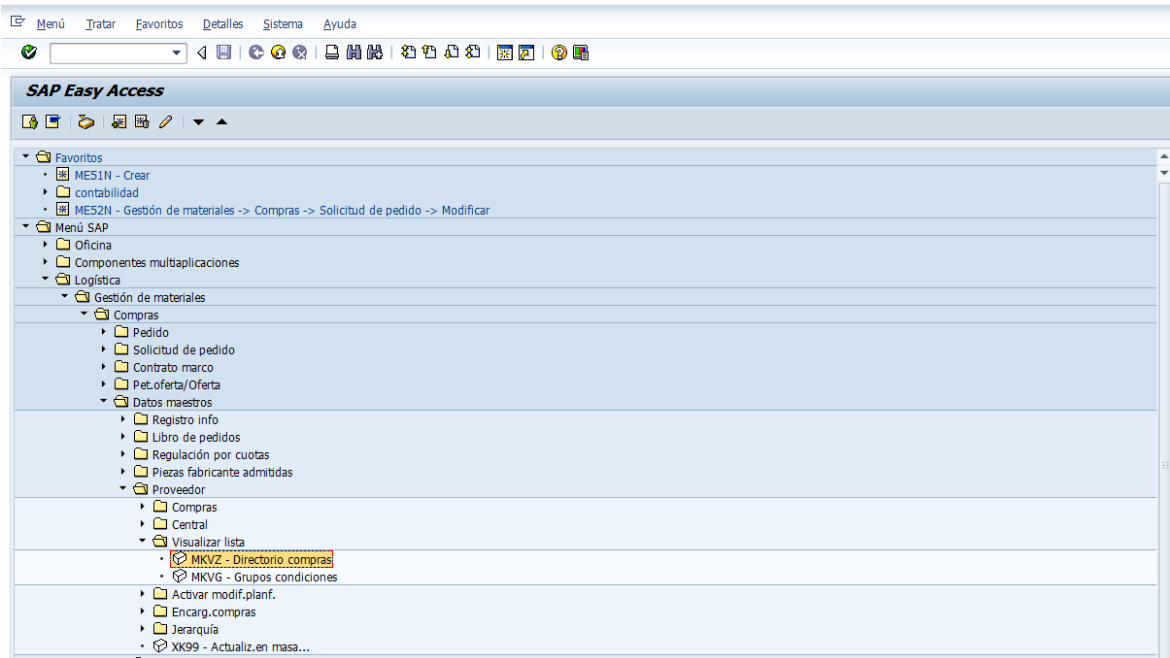 Menú Tratar Favoritos Detalles Sistema Ayuda
SAP Easy Access
Favoritos
ME51N - Crear
contabilidad
ME52N - Gestión de materiales -> Compras -> Solicitud de pedido -> Modificar
Menú SAP
Oficina
Componentes multiaplicaciones
Logística
Gestión de materiales
Compras
Pedido
Solicitud de pedido
Contrato marco
Pet.oferta/Oferta
Datos maestros
Registro info
Libro de pedidos
Regulación por cuotas
Piezas fabricante admitidas
Proveedor
Compras
Central
Visualizar lista
MKVZ - Directorio compras
MKVG - Grupos condiciones
Activar modif.planf.
Encarg.compras
Jerarquía
XK99 - Actualiz.en masa...